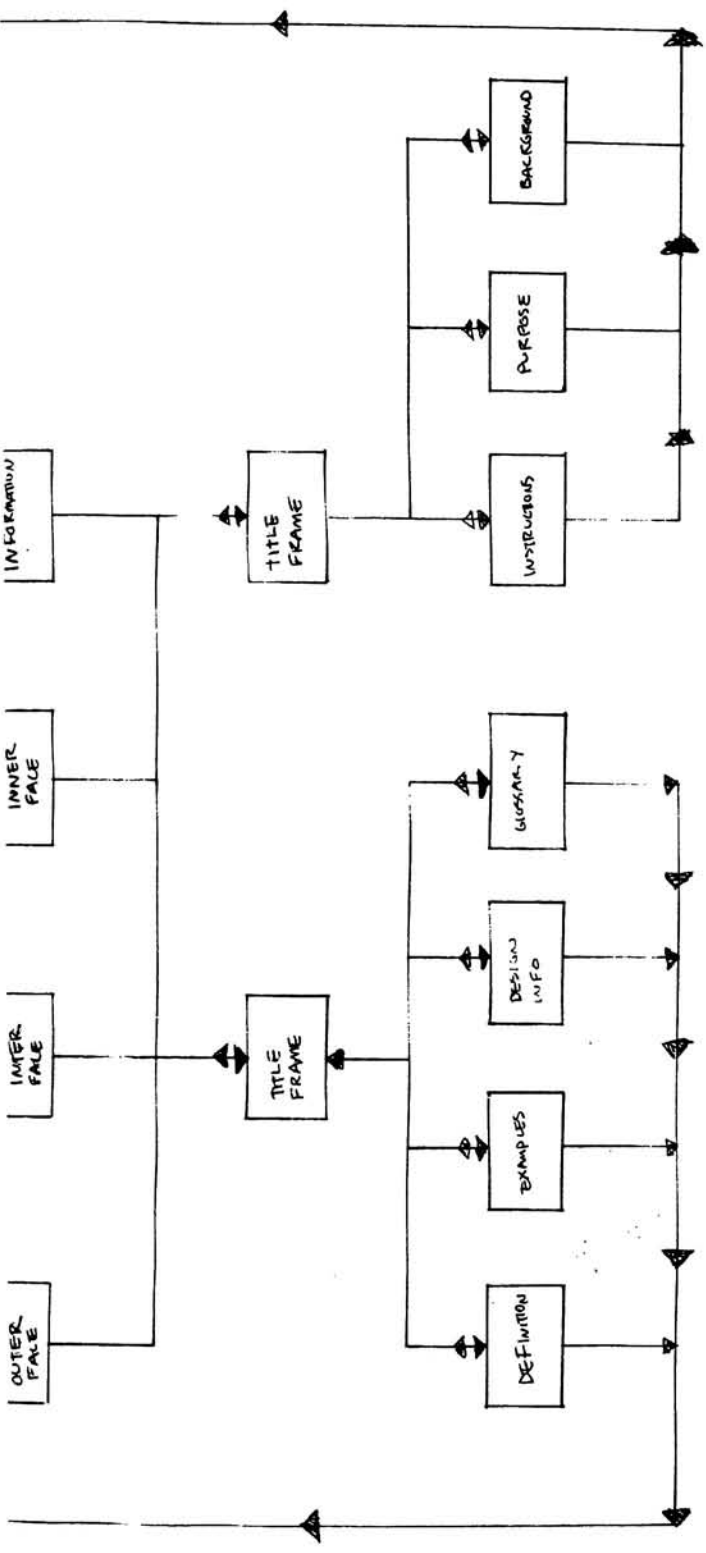 OUTER
FACE
INTER
FACE
INNER
FACE
INFORMATION
TITLE
FRAME
TITLE
FRAME
DEFINITION
EXAMPLES
DESIGN
INFO
GLOSSARY
INSTRUCTIONS
PURPOSE
BACKGROUND